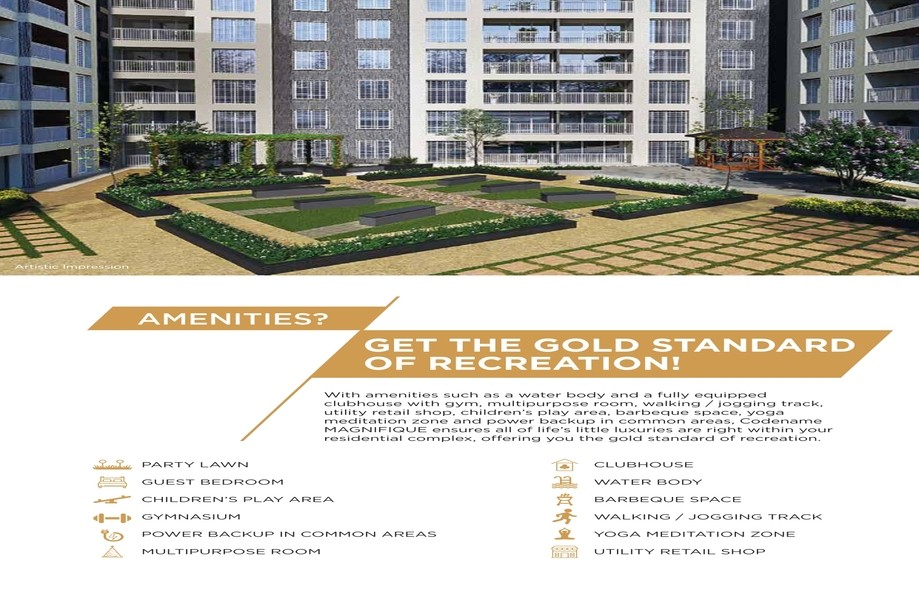 Artistic Impression
AMENITIES?
GET THE GOLD STANDARD
OF RECREATION!
With amenities such as a water body and a fully equipped
clubhouse with gym, multipurpose room, walking / jogging track,
utility retail shop, children's play area, barbeque space, yoga
meditation zone and power backup in common areas, Codename
MAGNIFIQUE ensures all of life's little luxuries are right within your
residential complex, offering you the gold standard of recreation.
PARTY LAWN
GUEST BEDROOM
CHILDREN'S PLAY AREA
GYMNASIUM
POWER BACKUP IN COMMON AREAS
MULTIPURPOSE ROOM
CLUBHOUSE
WATER BODY
BARBEQUE SPACE
WALKING / JOGGING TRACK
YOGA MEDITATION ZONE
UTILITY RETAIL SHOP